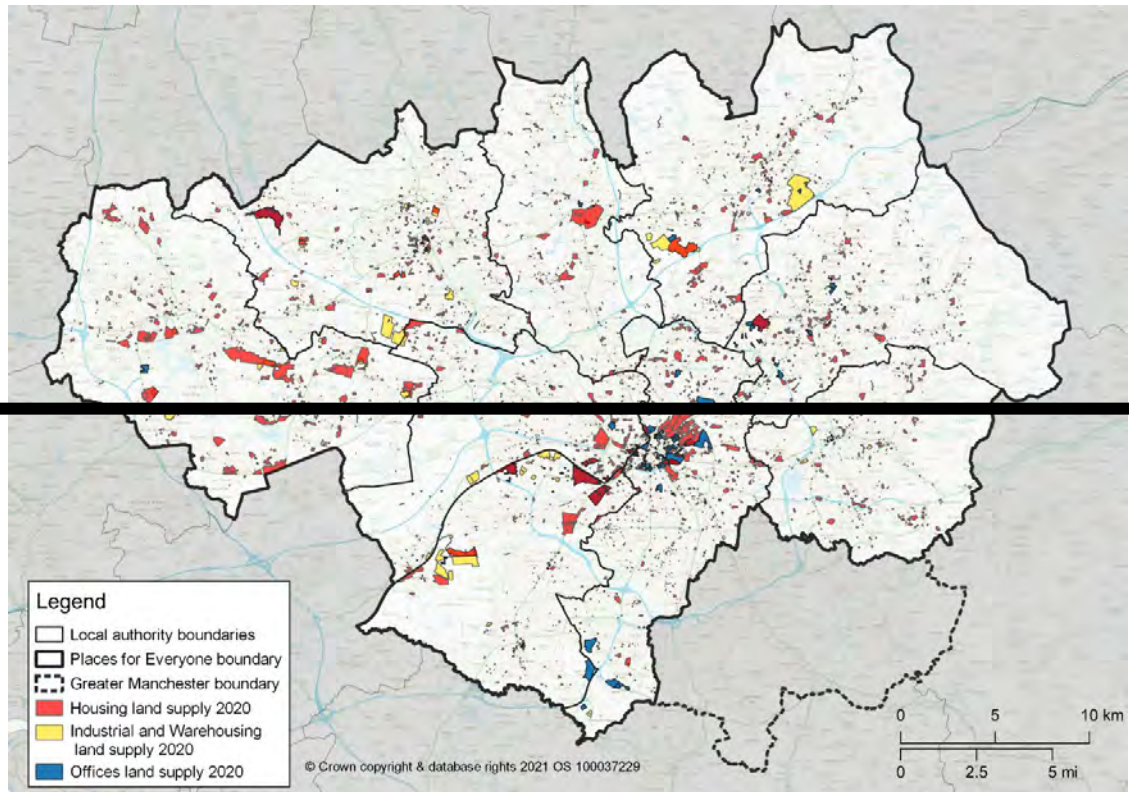 Legend
Local authority boundaries
Places for Everyone boundary
Greater Manchester boundary
Housing land supply 2020
Industrial and Warehousing
land supply 2020
Offices land supply 2020
© Crown copyright & database rights 2021 OS 100037229
0 5 10 km
0 2.5 5 mi